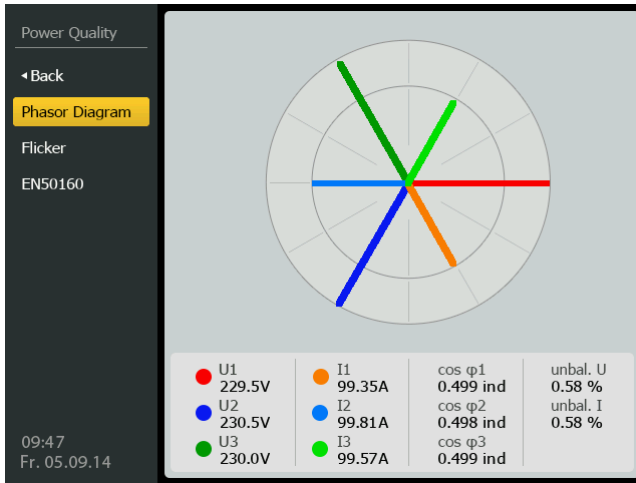 Power Quality
Back
Phasor Diagram
Flicker
EN50160
09:47
Fr. 05.09.14
U1 I1 cos φ1 unbal. U
229.5V 99.35A 0.499 ind 0.58 %
U2 I2 cos φ2 unbal. I
230.5V 99.81A 0.498 ind 0.58 %
U3 I3 cos φ3
230.0V 99.57A 0.499 ind